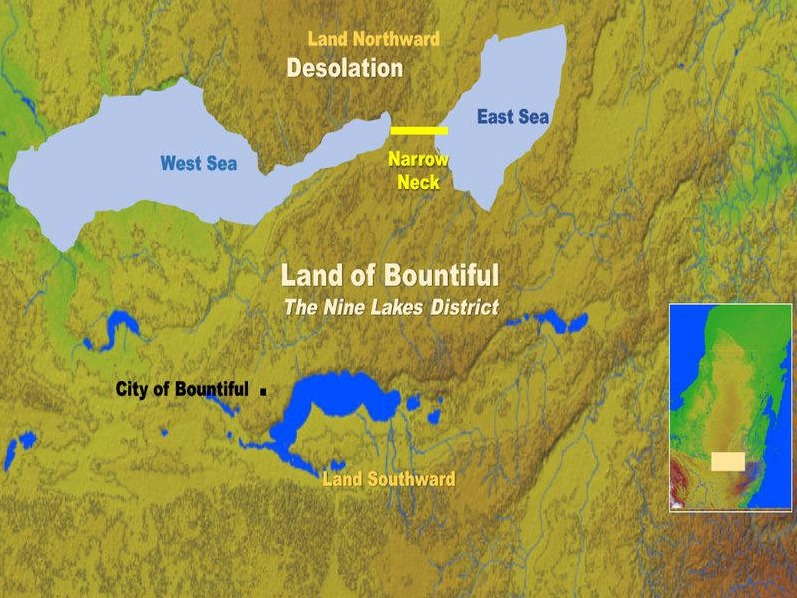 Land Northward
Desolation
East Sea
West Sea
Narrow
Neck
Land of Bountiful
The Nine Lakes District
City of Bountiful
Land Southward